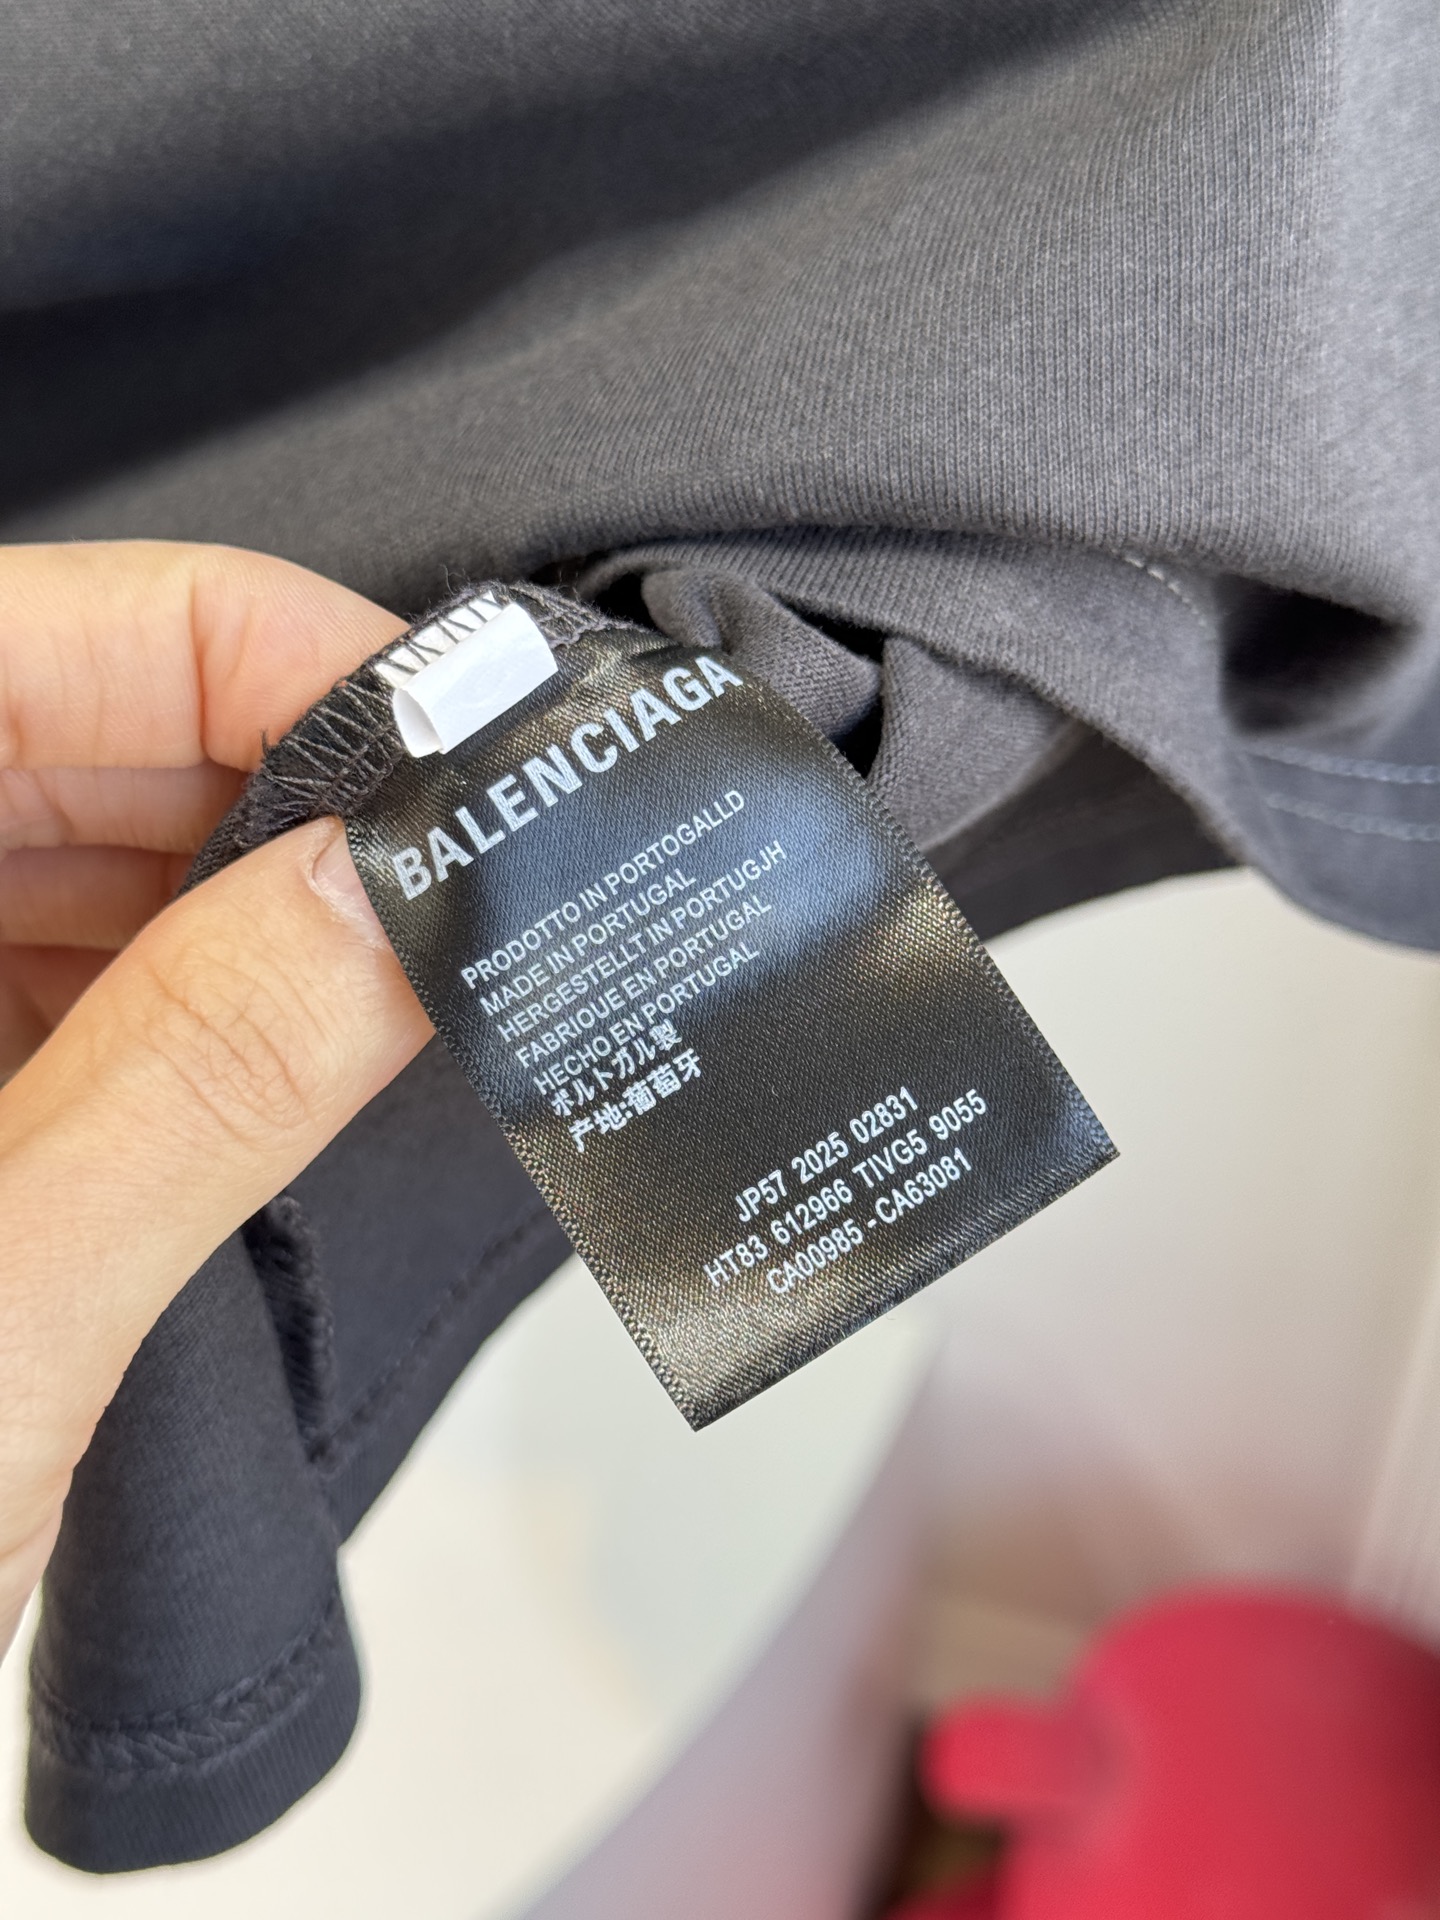 BALENCIAGA
PRODOTTO IN PORTOGALLD
MADE IN PORTUGAL
HERGESTELLT IN PORTUGJH
FABRIOUE EN PORTUGAL
HECHO EN PORTUGAL
ポルトガル製
产地:葡萄牙
JP57 2025 02831
HT83 612966 TIVG5 9055
CA00985 - CA63081